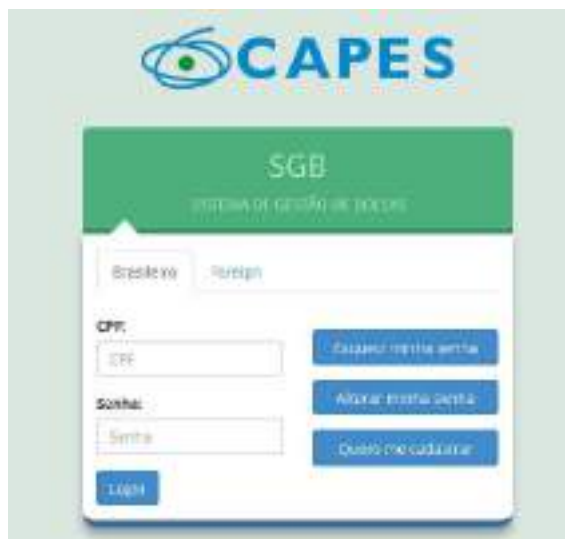 CAPES
SGB
SISTEMA DE GESTÃO DE BOLSAS
Brasileiro Foreign
CPF:
CPF
Esqueci minha senha
Alterar minha senha
Senha:
Senha
Quero me cadastrar
Login